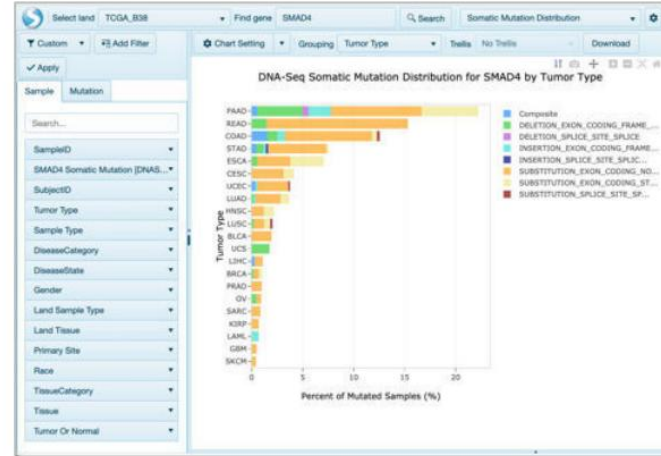 Select land TCGA_B38 Find gene SMAD4 Search Somatic Mutation Distribution
Custom Add Filter Chart Setting Grouping Tumor Type Trellis No Trellis Download
Apply
Sample Mutation
Search...
SampleID
SMAD4 Somatic Mutation [DNAS...
SubjectID
Tumor Type
Sample Type
DiseaseCategory
DiseaseState
Gender
Land Sample Type
Land Tissue
Primary Site
Race
TissueCategory
Tissue
Tumor Or Normal
DNA-Seq Somatic Mutation Distribution for SMAD4 by Tumor Type
PAAD
READ
COAD
STAD
ESCA
CESC
UCEC
LUAD
HNSC
LUSC
BLCA
UCS
LIHC
BRCA
PRAD
OV
SARC
KIRP
LAML
GBM
SKCM
Tumor Type
0 5 10 15 20
Percent of Mutated Samples (%)
Composite
DELETION_EXON_CODING_FRAME_...
DELETION_SPLICE_SITE_SPLICE
INSERTION_EXON_CODING_FRAME...
INSERTION_SPLICE_SITE_SPLIC...
SUBSTITUTION_EXON_CODING_NO...
SUBSTITUTION_EXON_CODING_ST...
SUBSTITUTION_SPLICE_SITE_SP...